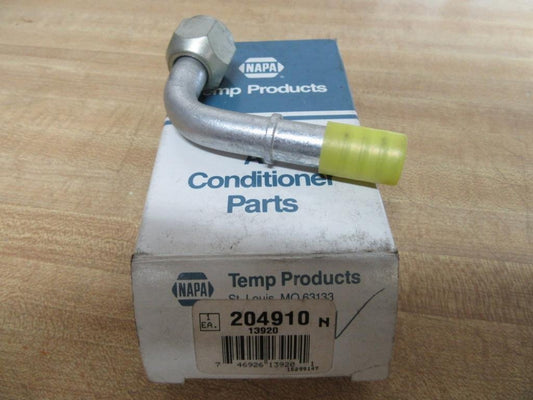 NAPA
Temp Products
Conditioner
Parts
NAPA
Temp Products
St. Louis, MO 63133
1
EA.
204910 N
13920
7 46926 13920 1